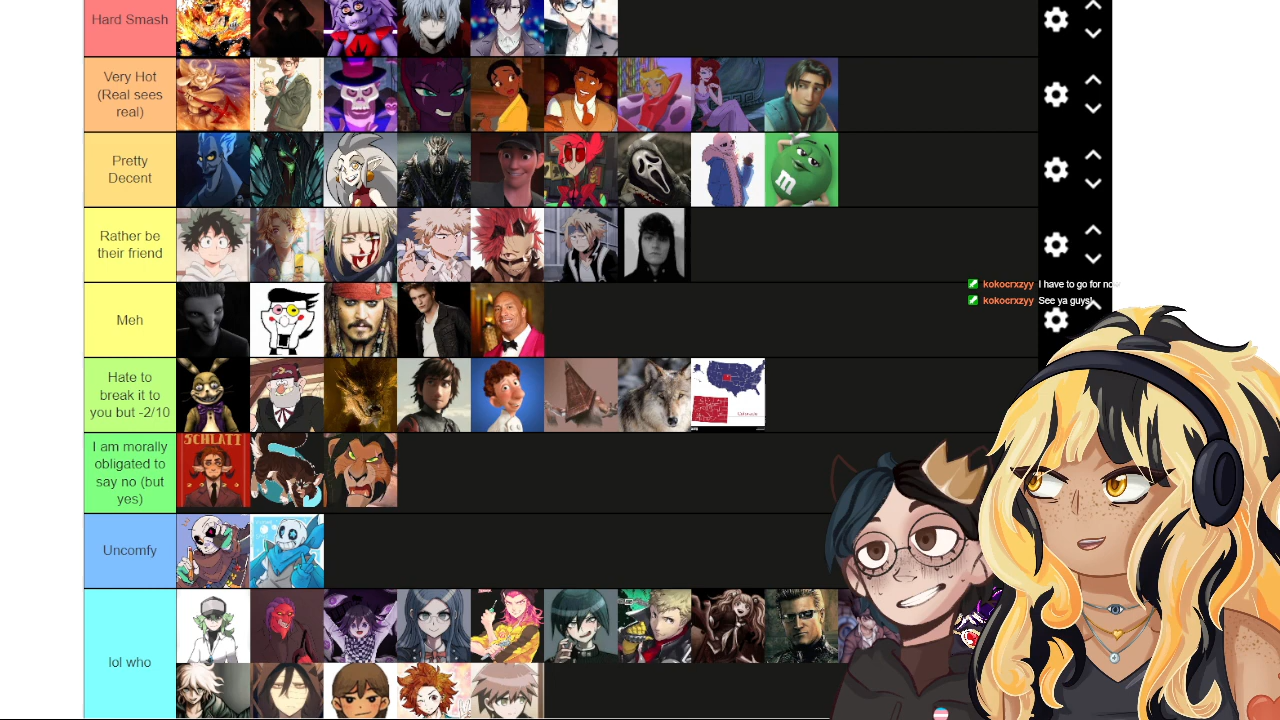 Hard Smash
Very Hot
(Real sees
real)
Pretty
Decent
m
Rather be
their friend
kokocrxzyy I have to go for now
kokocrxzyy See ya guys!
Meh
Hate to
break it to
you but -2/10
Colorado
I am morally
obligated to
say no (but
yes)
SCHLATT
Uncomfy
lol who